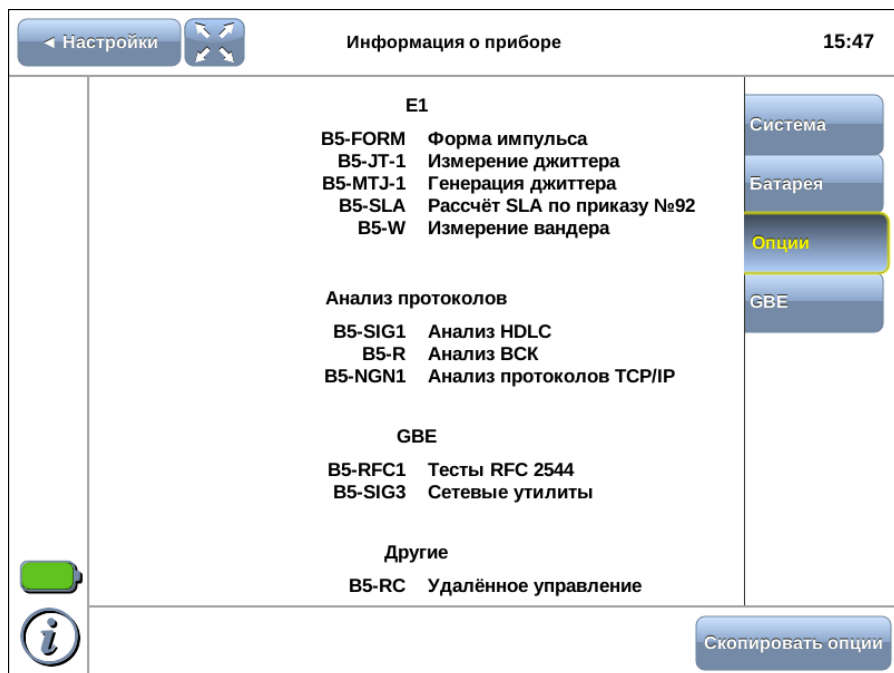 ◄ Настройки
Информация о приборе
15:47
E1
B5-FORM Форма импульса
B5-JT-1 Измерение джиттера
B5-MTJ-1 Генерация джиттера
B5-SLA Рассчёт SLA по приказу №92
B5-W Измерение вандера
Анализ протоколов
B5-SIG1 Анализ HDLC
B5-R Анализ ВСК
B5-NGN1 Анализ протоколов TCP/IP
GBE
B5-RFC1 Тесты RFC 2544
B5-SIG3 Сетевые утилиты
Другие
B5-RC Удалённое управление
Система
Батарея
Опции
GBE
i
Скопировать опции